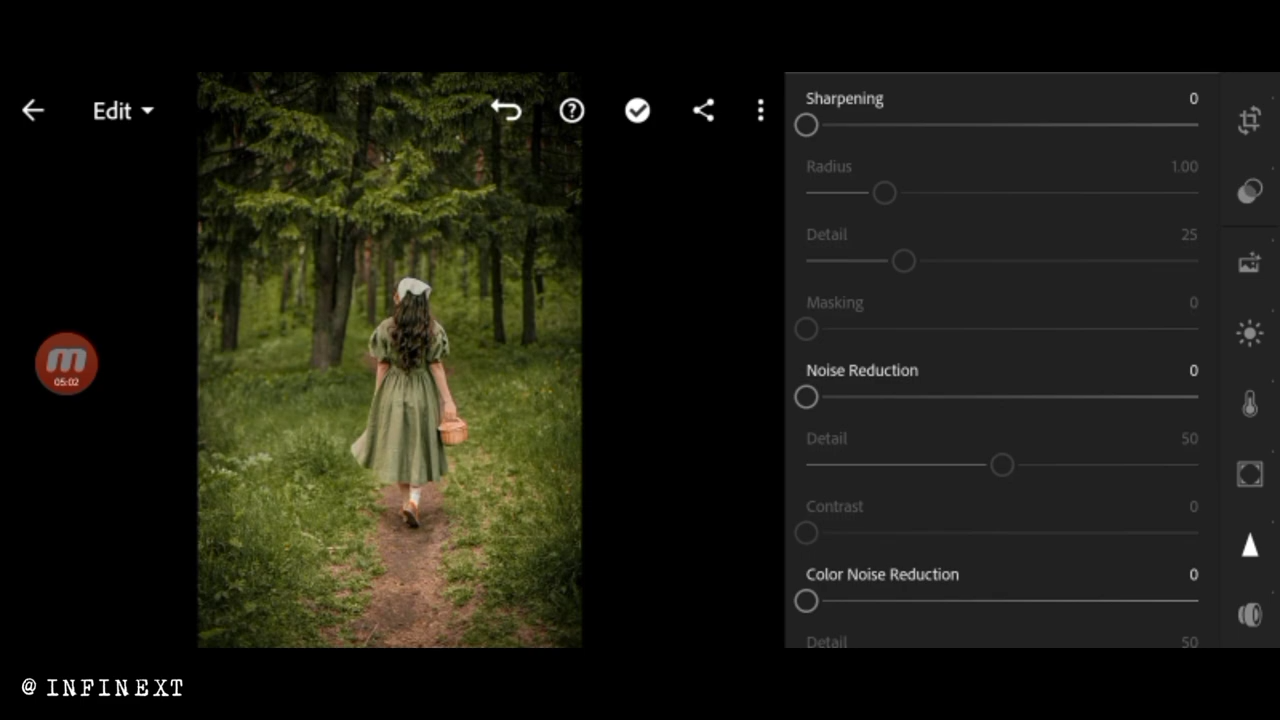 Edit
05:02
Sharpening 0
Radius 1.00
Detail 25
Masking 0
Noise Reduction 0
Detail 50
Contrast 0
Color Noise Reduction 0
Detail 50
@ INFINEXT